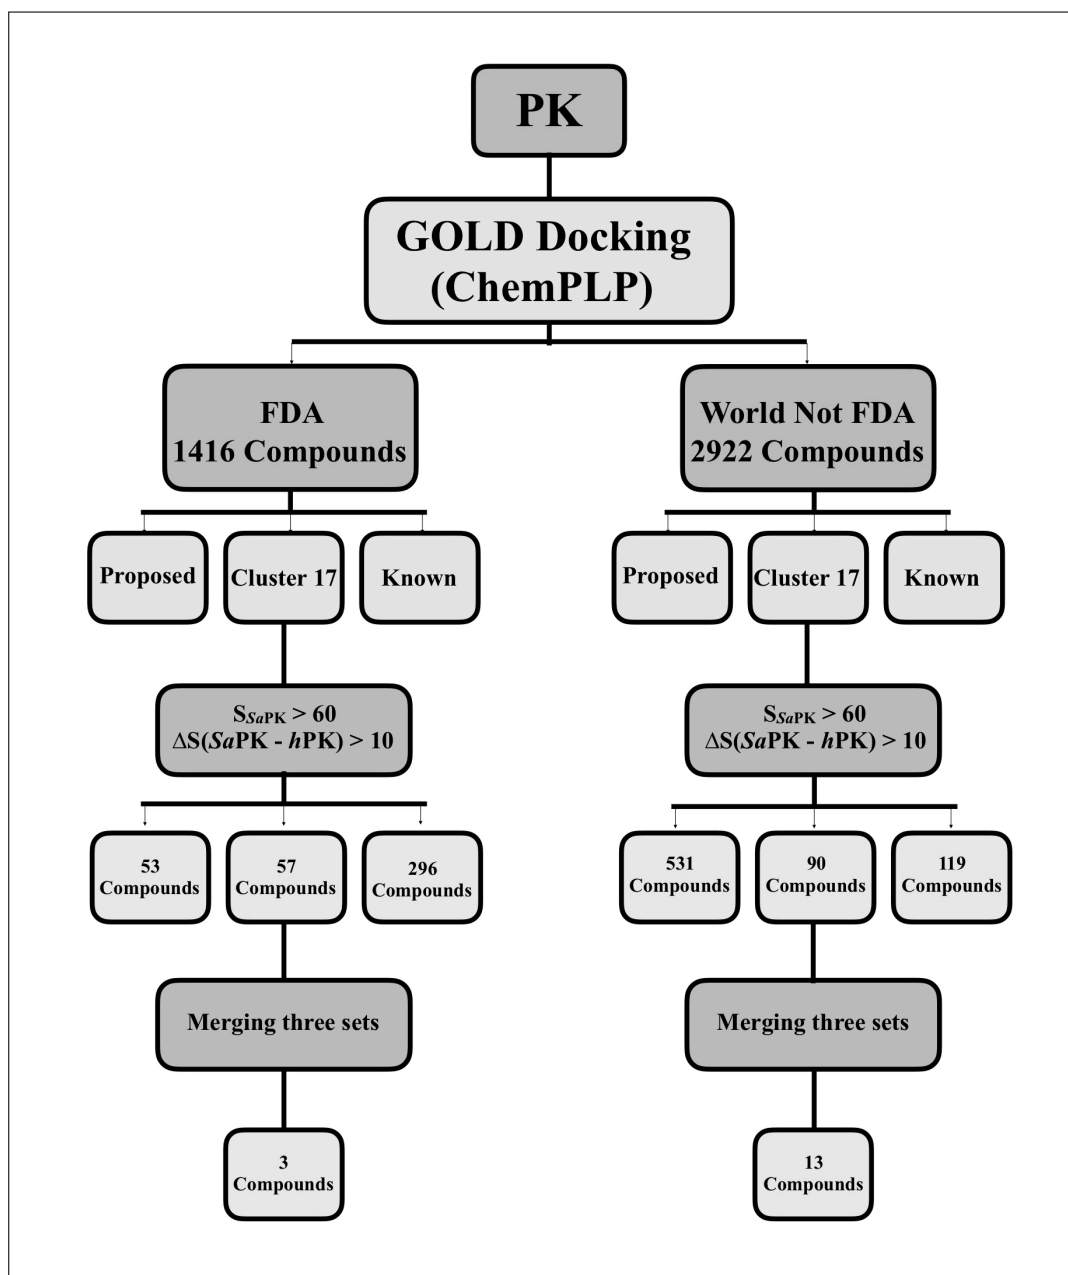 PK
GOLD Docking
(ChemPLP)
FDA
1416 Compounds
World Not FDA
2922 Compounds
Proposed
Cluster 17
Known
Proposed
Cluster 17
Known
SSaPK > 60
ΔS(SaPK - hPK) > 10
SSaPK > 60
ΔS(SaPK - hPK) > 10
53
Compounds
57
Compounds
296
Compounds
531
Compounds
90
Compounds
119
Compounds
Merging three sets
Merging three sets
3
Compounds
13
Compounds